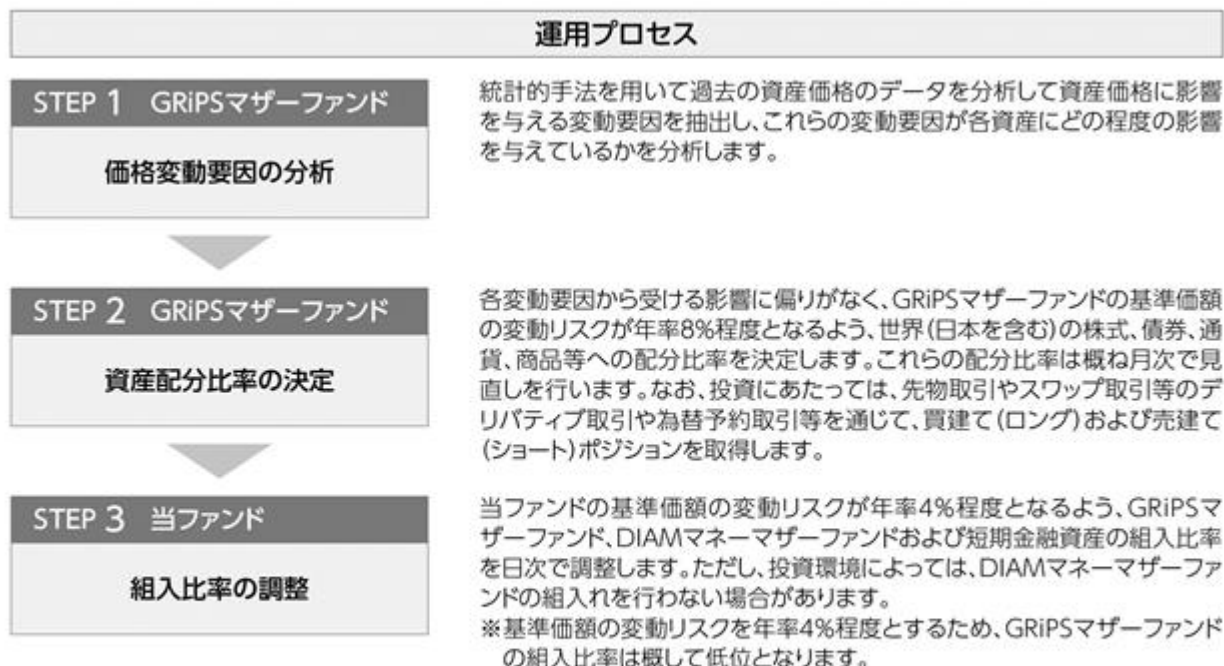 運用プロセス
STEP 1 GRiPSマザーファンド
価格変動要因の分析
統計的手法を用いて過去の資産価格のデータを分析して資産価格に影響
を与える変動要因を抽出し、これらの変動要因が各資産にどの程度の影響
を与えているかを分析します。
STEP 2 GRiPSマザーファンド
資産配分比率の決定
各変動要因から受ける影響に偏りがなく、GRiPSマザーファンドの基準価額
の変動リスクが年率8%程度となるよう、世界(日本を含む)の株式、債券、通
貨、商品等への配分比率を決定します。これらの配分比率は概ね月次で見
直しを行います。なお、投資にあたっては、先物取引やスワップ取引等のデ
リバティブ取引や為替予約取引等を通じて、買建て(ロング)および売建て
(ショート)ポジションを取得します。
STEP 3 当ファンド
組入比率の調整
当ファンドの基準価額の変動リスクが年率4%程度となるよう、GRiPSマ
ザーファンド、DIAMマネーマザーファンドおよび短期金融資産の組入比率
を日次で調整します。ただし、投資環境によっては、DIAMマネーマザーファ
ンドの組入れを行わない場合があります。
※基準価額の変動リスクを年率4%程度とするため、GRiPSマザーファンド
の組入比率は概して低位となります。